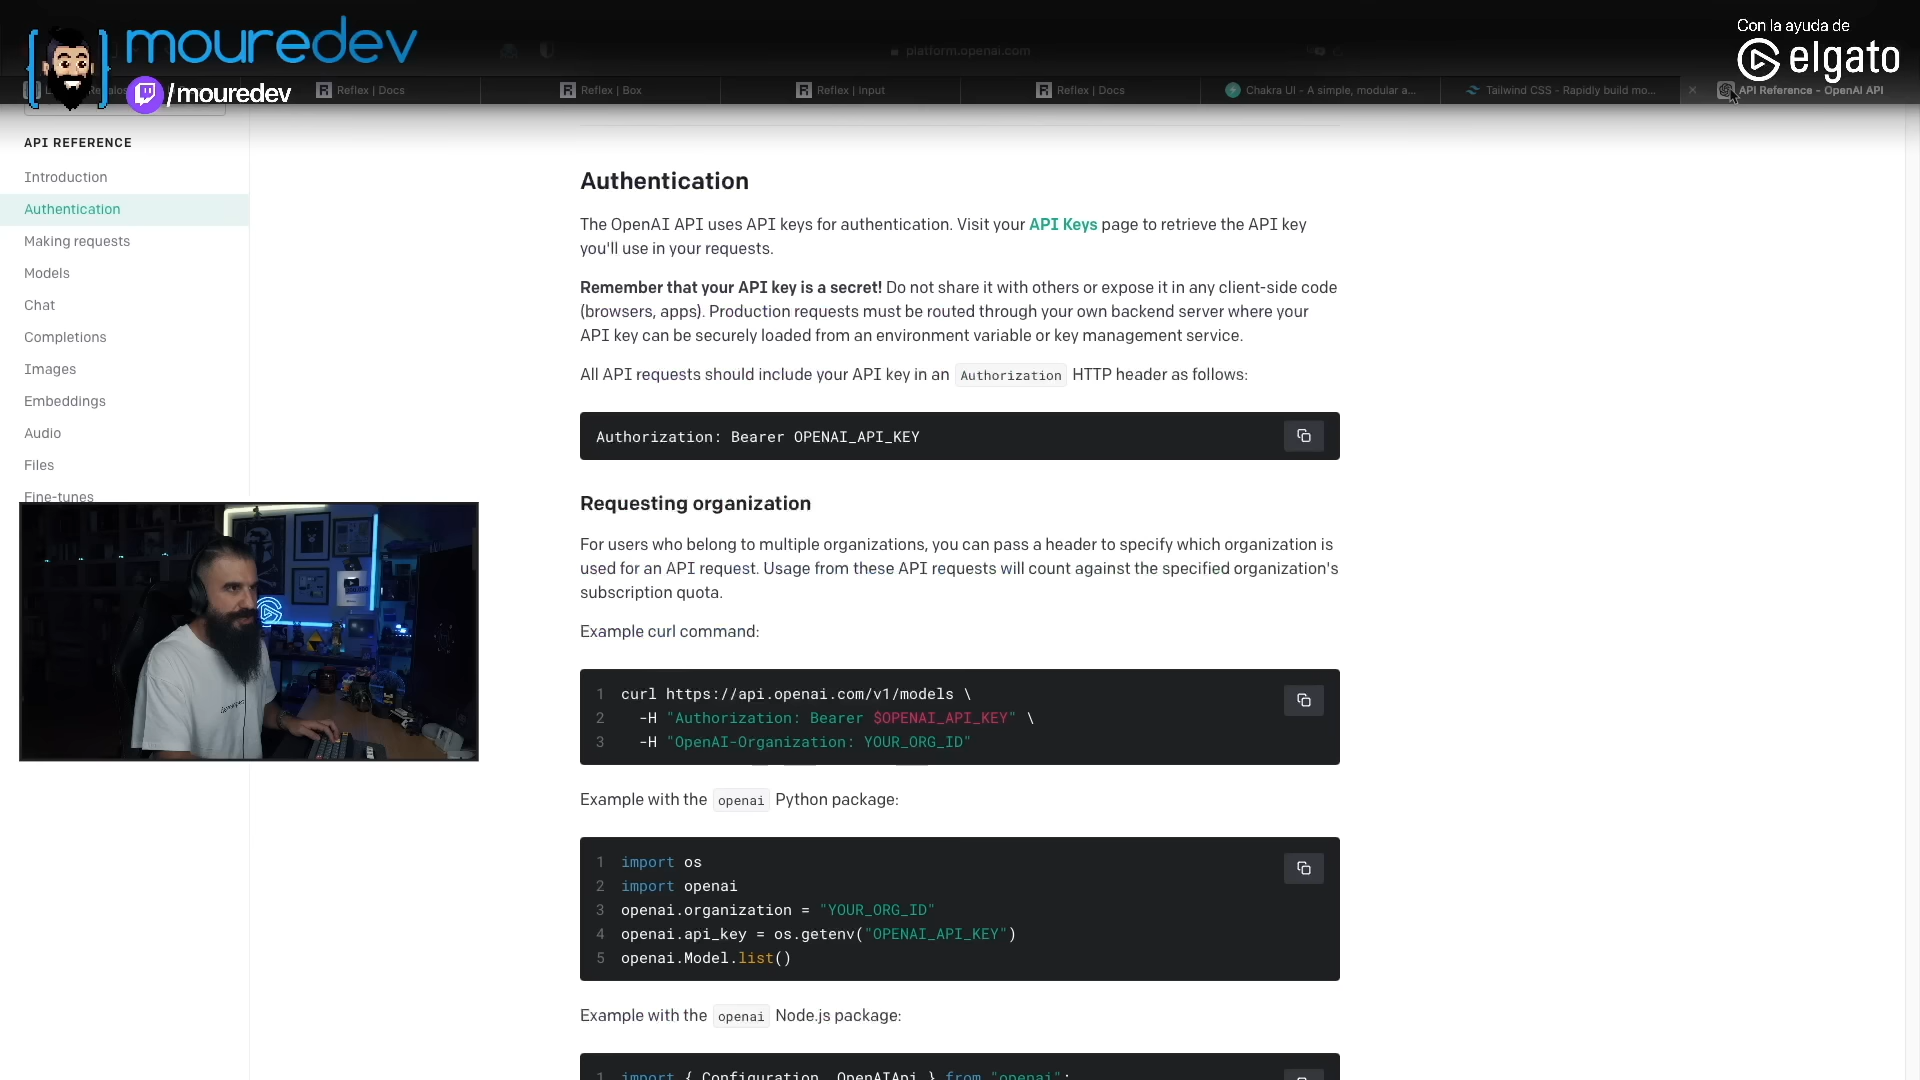 mouredev
/mouredev
Con la ayuda de
elgato
platform.openai.com
Reflex | Docs
Reflex | Box
Reflex | Input
Reflex | Docs
Chakra UI - A simple, modular a...
Tailwind CSS - Rapidly build mo...
API Reference - OpenAI API
API REFERENCE
Introduction
Authentication
Making requests
Models
Chat
Completions
Images
Embeddings
Audio
Files
Fine-tunes
Authentication
The OpenAI API uses API keys for authentication. Visit your API Keys page to retrieve the API key
you'll use in your requests.
Remember that your API key is a secret! Do not share it with others or expose it in any client-side code
(browsers, apps). Production requests must be routed through your own backend server where your
API key can be securely loaded from an environment variable or key management service.
All API requests should include your API key in an Authorization HTTP header as follows:
Authorization: Bearer OPENAI_API_KEY
Requesting organization
For users who belong to multiple organizations, you can pass a header to specify which organization is
used for an API request. Usage from these API requests will count against the specified organization's
subscription quota.
Example curl command:
1 curl https://api.openai.com/v1/models \
2 -H "Authorization: Bearer $OPENAI_API_KEY" \
3 -H "OpenAI-Organization: YOUR_ORG_ID"
Example with the openai Python package:
1 import os
2 import openai
3 openai.organization = "YOUR_ORG_ID"
4 openai.api_key = os.getenv("OPENAI_API_KEY")
5 openai.Model.list()
Example with the openai Node.js package:
1 import { Configuration, OpenAIApi } from "openai";